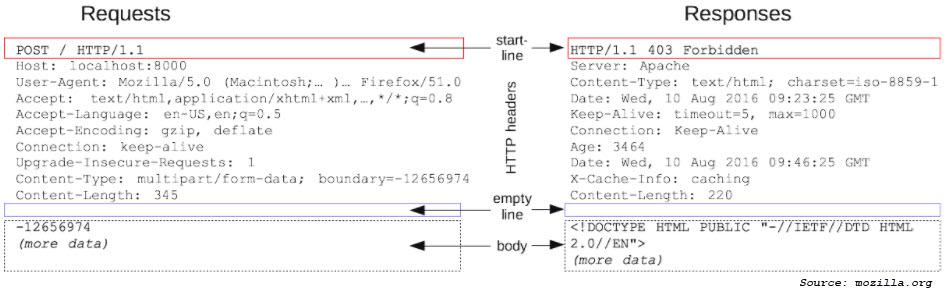 Requests
POST / HTTP/1.1
Host: localhost:8000
User-Agent: Mozilla/5.0 (Macintosh;… )… Firefox/51.0
Accept: text/html,application/xhtml+xml,…,*/*;q=0.8
Accept-Language: en-US,en;q=0.5
Accept-Encoding: gzip, deflate
Connection: keep-alive
Upgrade-Insecure-Requests: 1
Content-Type: multipart/form-data; boundary=-12656974
Content-Length: 345
-12656974
(more data)
start-
line
HTTP headers
empty
line
body
Responses
HTTP/1.1 403 Forbidden
Server: Apache
Content-Type: text/html; charset=iso-8859-1
Date: Wed, 10 Aug 2016 09:23:25 GMT
Keep-Alive: timeout=5, max=1000
Connection: Keep-Alive
Age: 3464
Date: Wed, 10 Aug 2016 09:46:25 GMT
X-Cache-Info: caching
Content-Length: 220
<!DOCTYPE HTML PUBLIC "-//IETF//DTD HTML
2.0//EN">
(more data)
Source: mozilla.org